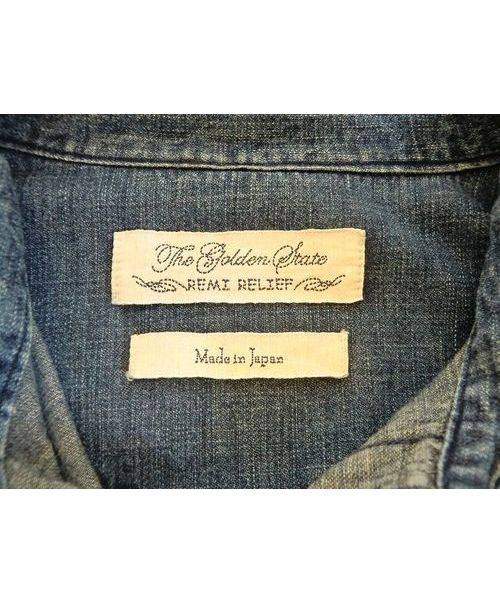 The Golden State
REMI RELIEF
Made in Japan